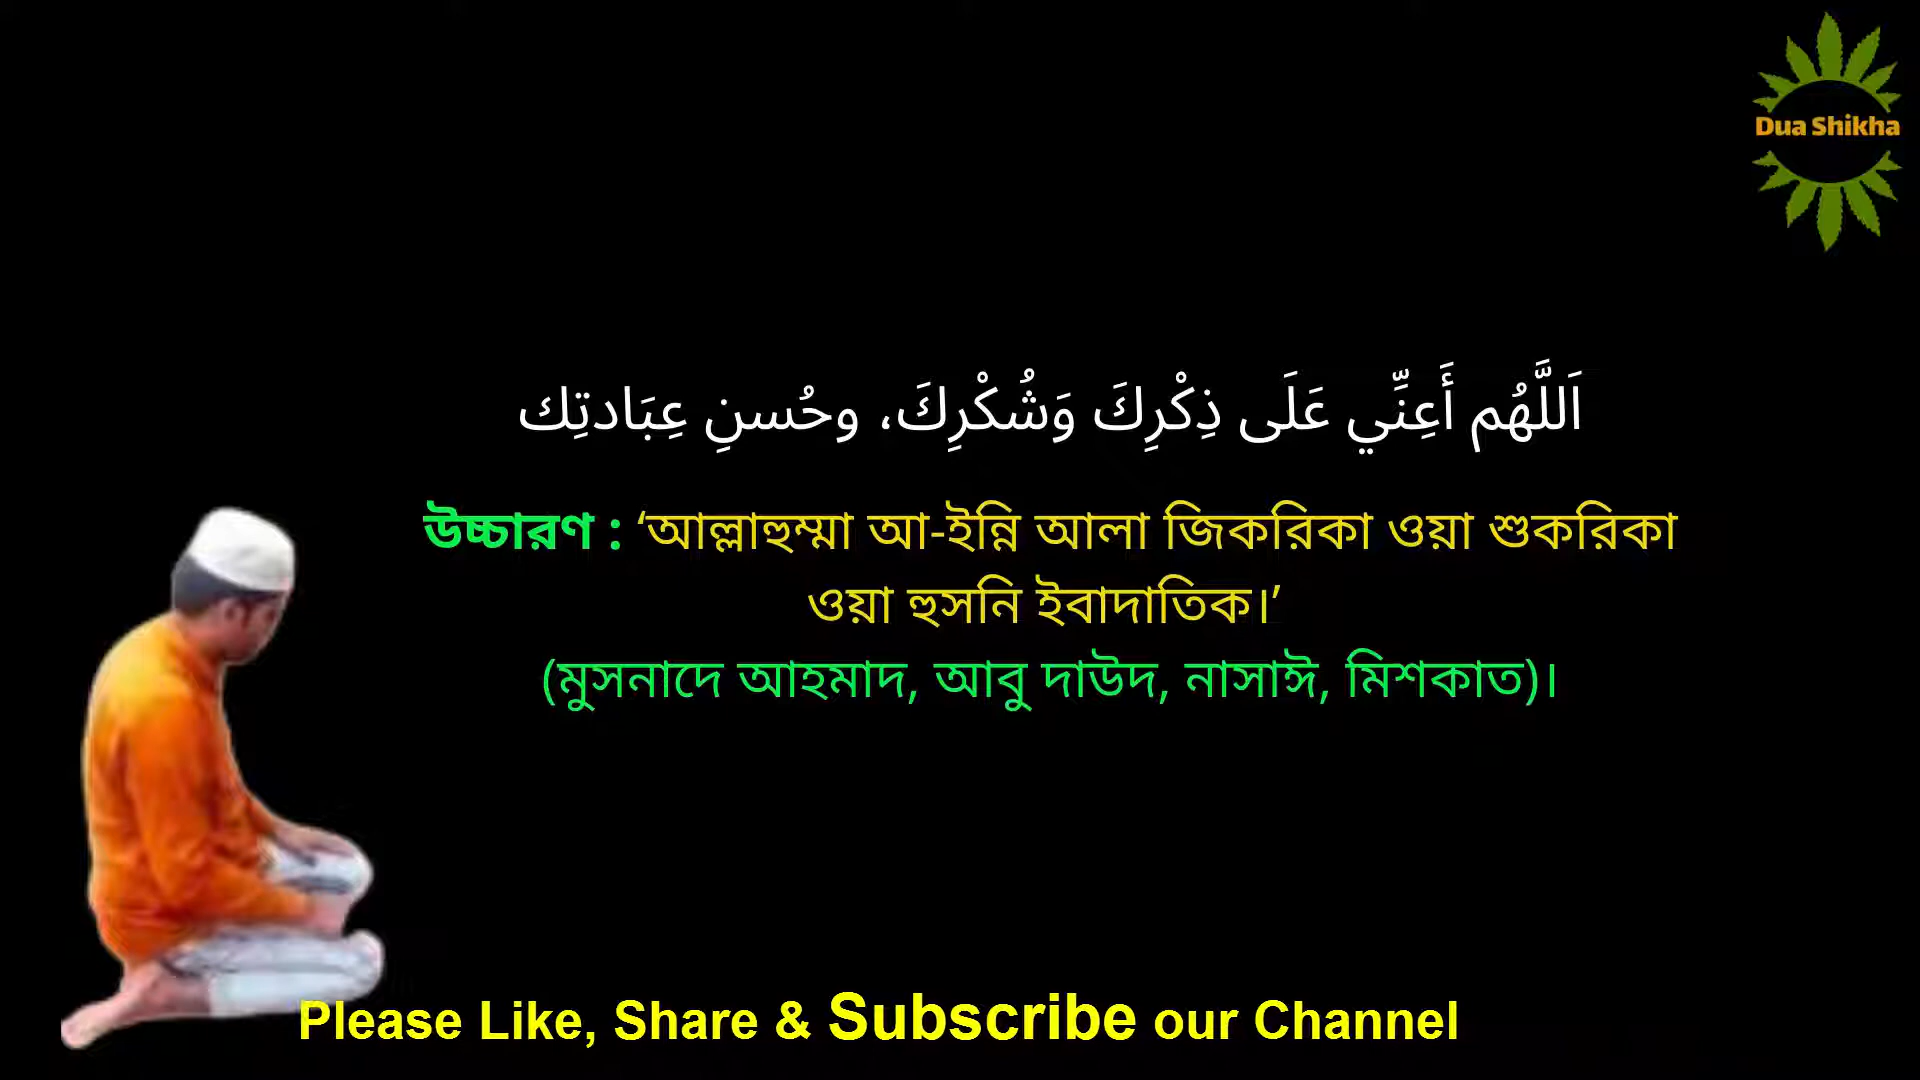 Dua Shikha
اَللَّهُم أَعِنِّي عَلَى ذِكْرِكَ وَشُكْرِكَ، وحُسنِ عِبَادتِك
উচ্চারণ : ‘আল্লাহুম্মা আ-ইন্নি আলা জিকরিকা ওয়া শুকরিকা
ওয়া হুসনি ইবাদাতিক।’
(মুসনাদে আহমাদ, আবু দাউদ, নাসাঈ, মিশকাত)।
Please Like, Share & Subscribe our Channel